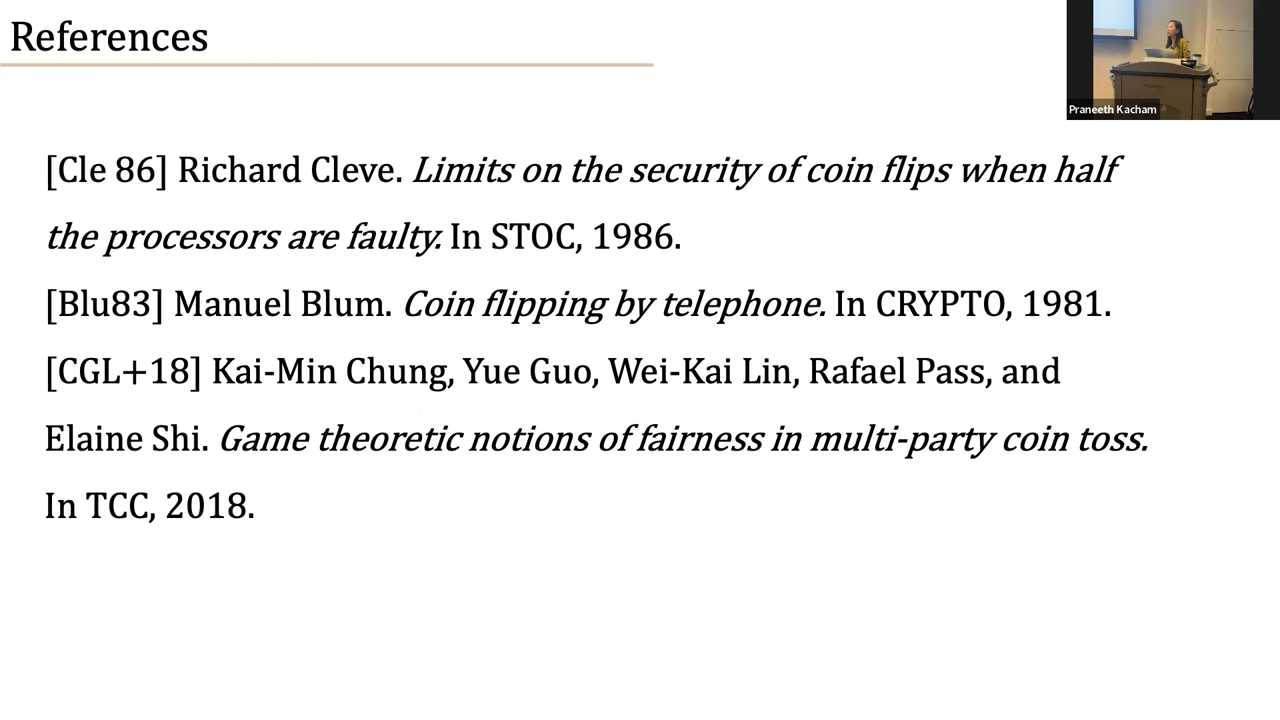 References
Praneeth Kacham
[Cle 86] Richard Cleve. Limits on the security of coin flips when half
the processors are faulty. In STOC, 1986.
[Blu83] Manuel Blum. Coin flipping by telephone. In CRYPTO, 1981.
[CGL+18] Kai-Min Chung, Yue Guo, Wei-Kai Lin, Rafael Pass, and
Elaine Shi. Game theoretic notions of fairness in multi-party coin toss.
In TCC, 2018.